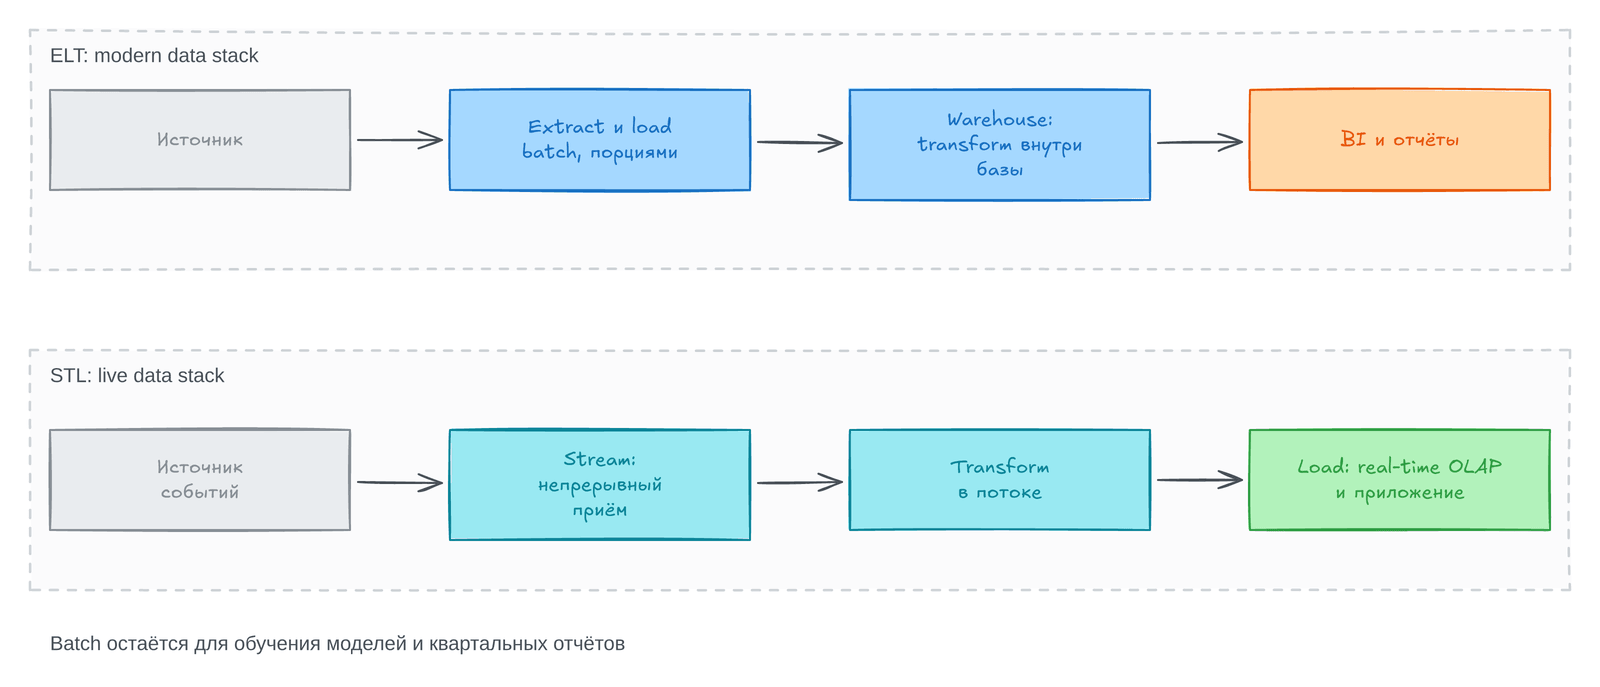 ELT: modern data stack
Источник
Extract и load
batch, порциями
Warehouse:
transform внутри
базы
BI и отчёты
STL: live data stack
Источник
событий
Stream:
непрерывный
приём
Transform
в потоке
Load: real-time OLAP
и приложение
Batch остаётся для обучения моделей и квартальных отчётов